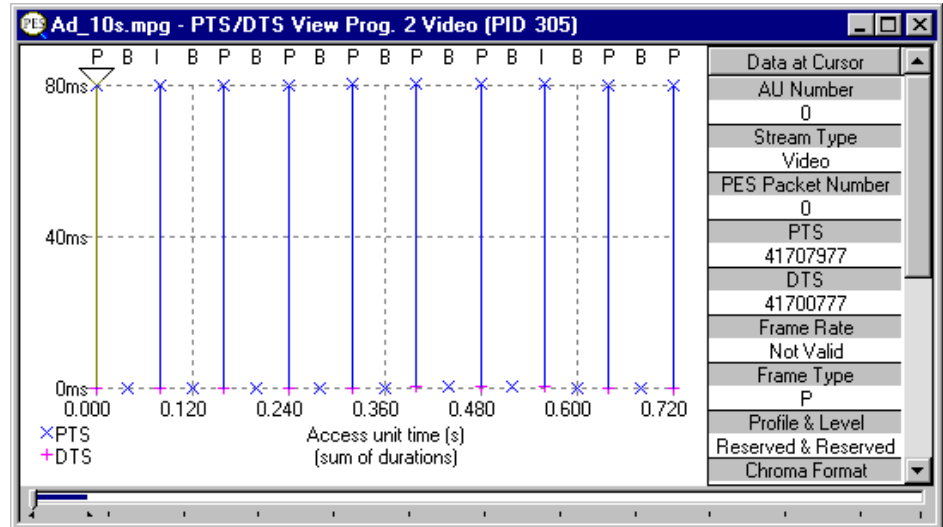 PES Ad_10s.mpg - PTS/DTS View Prog. 2 Video (PID 305)
P B I B P B P B P B P B P B I B P B P
80ms
40ms
0ms
0.000 0.120 0.240 0.360 0.480 0.600 0.720
×PTS
+DTS
Access unit time (s)
(sum of durations)
Data at Cursor
AU Number
0
Stream Type
Video
PES Packet Number
0
PTS
41707977
DTS
41700777
Frame Rate
Not Valid
Frame Type
P
Profile & Level
Reserved & Reserved
Chroma Format